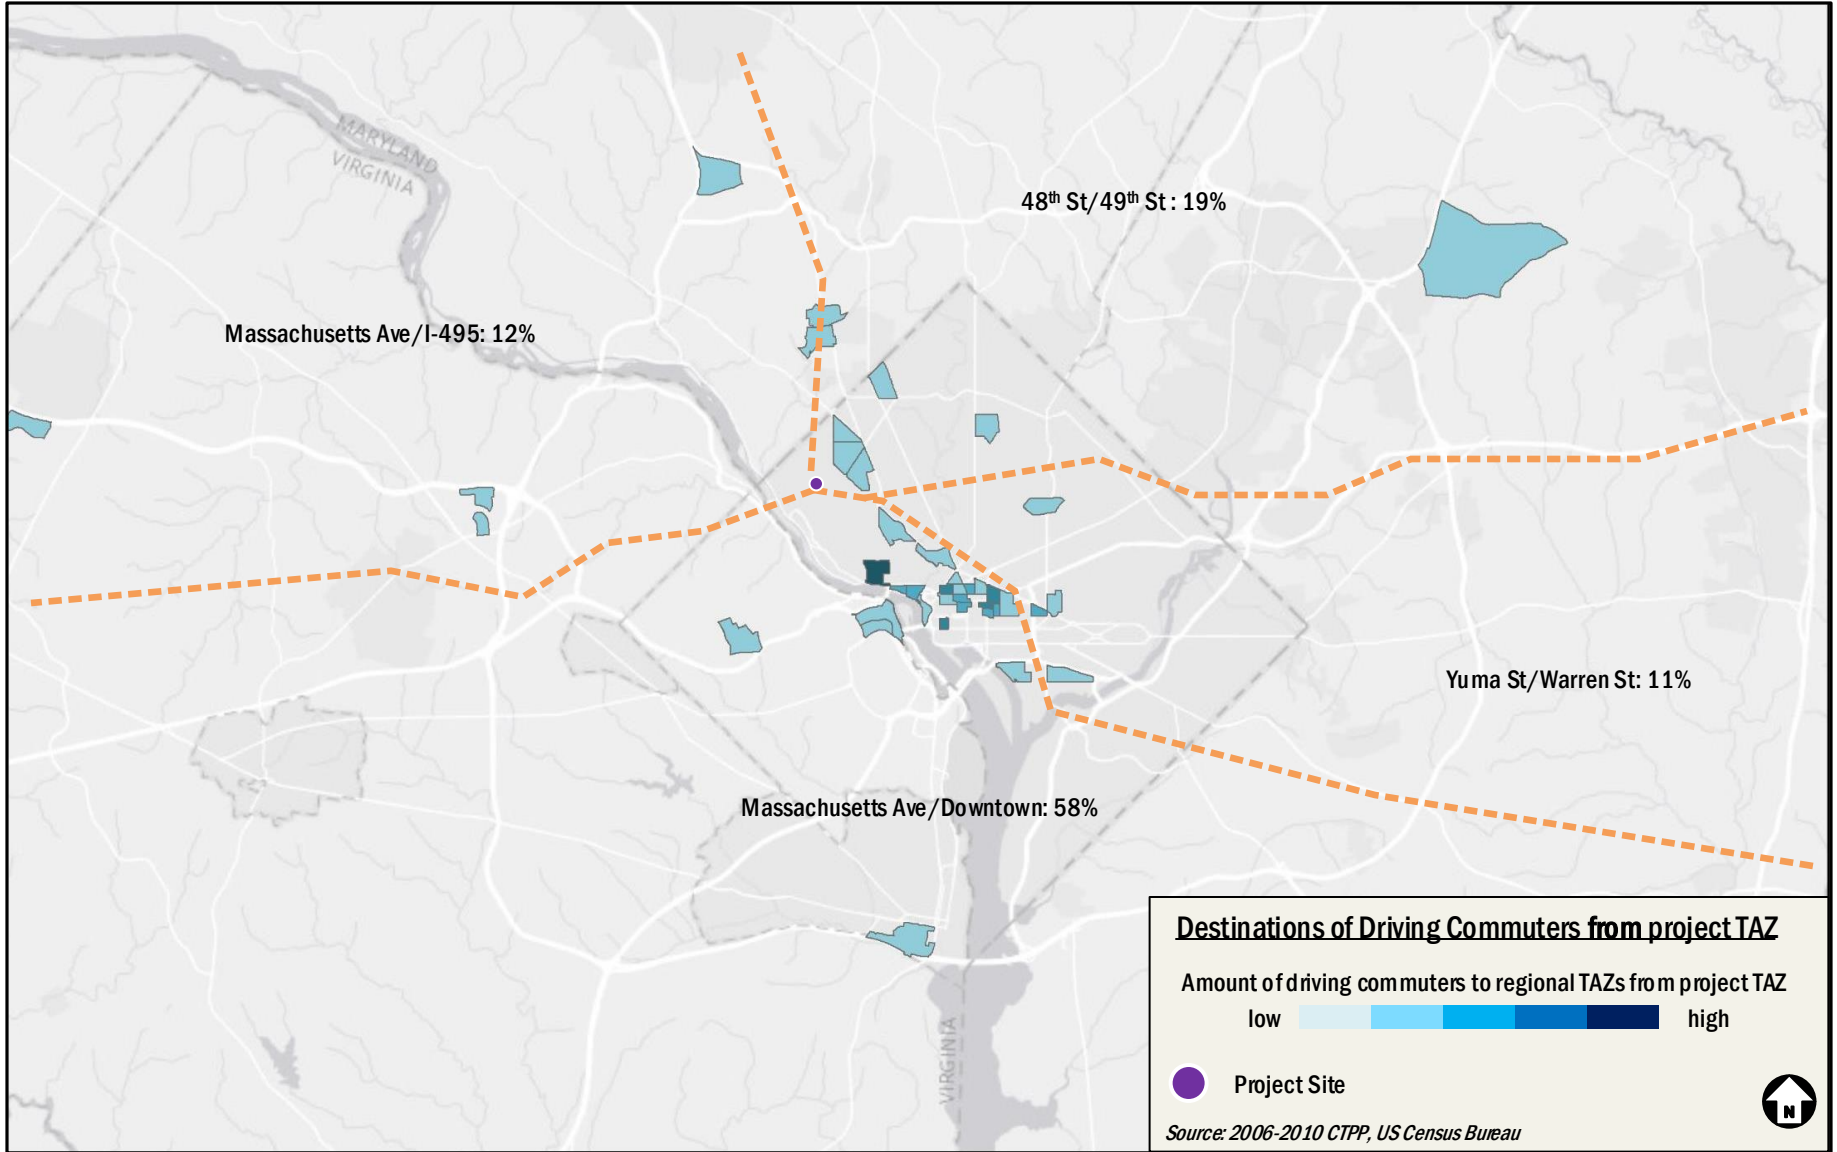 MARYLAND
VIRGINIA
48th St/49th St : 19%
Massachusetts Ave/I-495: 12%
Yuma St/Warren St: 11%
Massachusetts Ave/Downtown: 58%
VIRGINIA
Destinations of Driving Commuters from project TAZ
Amount of driving commuters to regional TAZs from project TAZ
low high
Project Site
N
Source: 2006-2010 CTPP, US Census Bureau